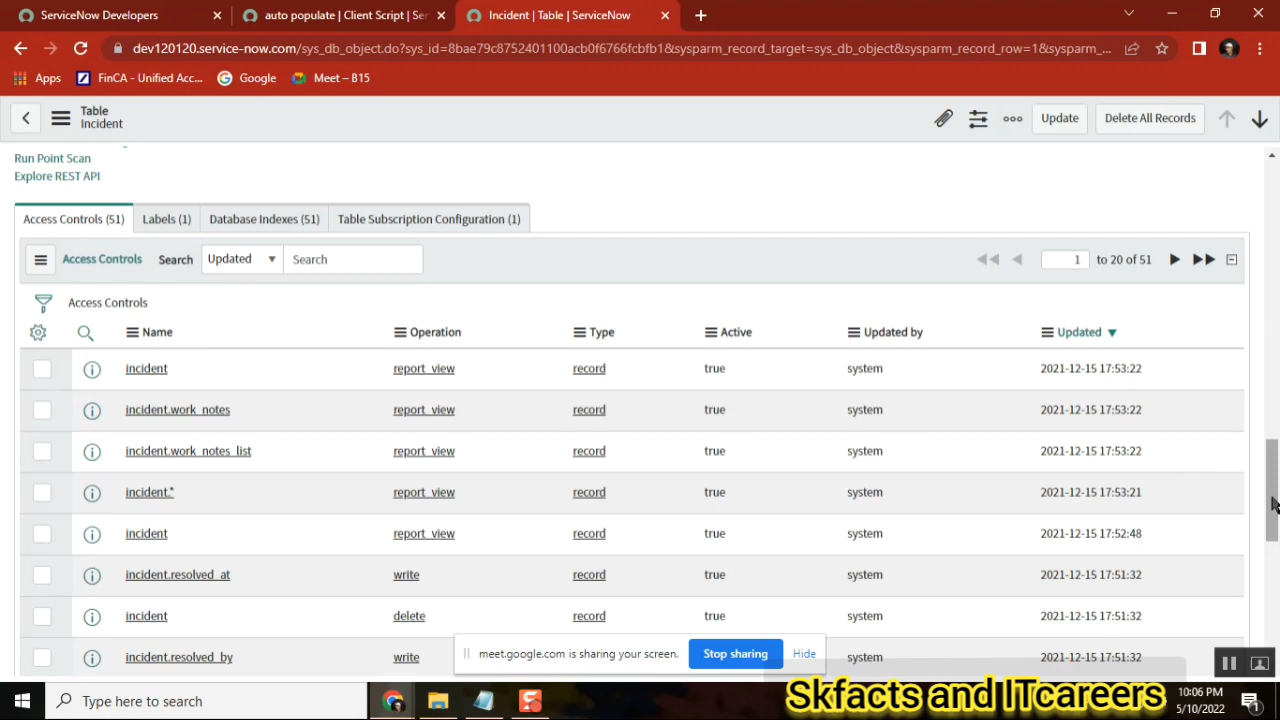 ServiceNow Developers
auto populate | Client Script | Ser
Incident | Table | ServiceNow
dev120120.service-now.com/sys_db_object.do?sys_id=8bae79c8752401100acb0f6766fcbfb1&sysparm_record_target=sys_db_object&sysparm_record_row=1&sysparm_...
Apps FinCA - Unified Acc... Google Meet – B15
Table
Incident
Update Delete All Records
Run Point Scan
Explore REST API
Access Controls (51) Labels (1) Database Indexes (51) Table Subscription Configuration (1)
Access Controls Search Updated Search 1 to 20 of 51
Access Controls
Name Operation Type Active Updated by Updated
incident report_view record true system 2021-12-15 17:53:22
incident.work_notes report_view record true system 2021-12-15 17:53:22
incident.work_notes_list report_view record true system 2021-12-15 17:53:22
incident.* report_view record true system 2021-12-15 17:53:21
incident report_view record true system 2021-12-15 17:52:48
incident.resolved_at write record true system 2021-12-15 17:51:32
incident delete record true system 2021-12-15 17:51:32
incident.resolved_by write system 2021-12-15 17:51:32
meet.google.com is sharing your screen. Stop sharing Hide
Skfacts and ITcareers
Type here to search
10:06 PM
5/10/2022
1